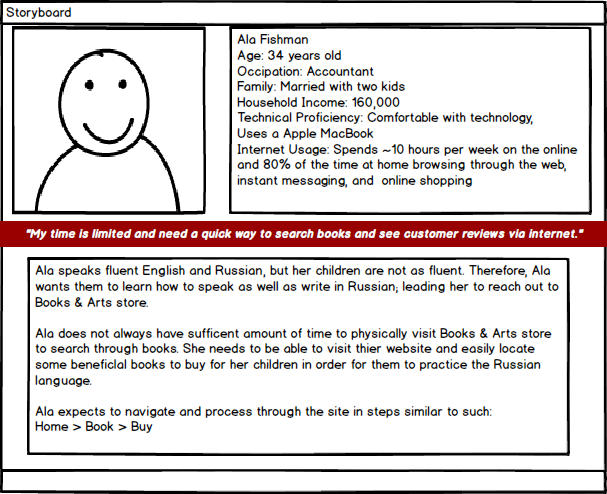 Storyboard
Ala Fishman
Age: 34 years old
Occipation: Accountant
Family: Married with two kids
Household Income: 160,000
Technical Proficiency: Comfortable with technology,
Uses a Apple MacBook
Internet Usage: Spends ~10 hours per week on the online
and 80% of the time at home browsing through the web,
instant messaging, and online shopping
"My time is limited and need a quick way to search books and see customer reviews via internet."
Ala speaks fluent English and Russian, but her children are not as fluent. Therefore, Ala
wants them to learn how to speak as well as write in Russian; leading her to reach out to
Books & Arts store.
Ala does not always have sufficent amount of time to physically visit Books & Arts store
to search through books. She needs to be able to visit thier website and easily locate
some beneficlal books to buy for her children in order for them to practice the Russian
language.
Ala expects to navigate and process through the site in steps similar to such:
Home > Book > Buy